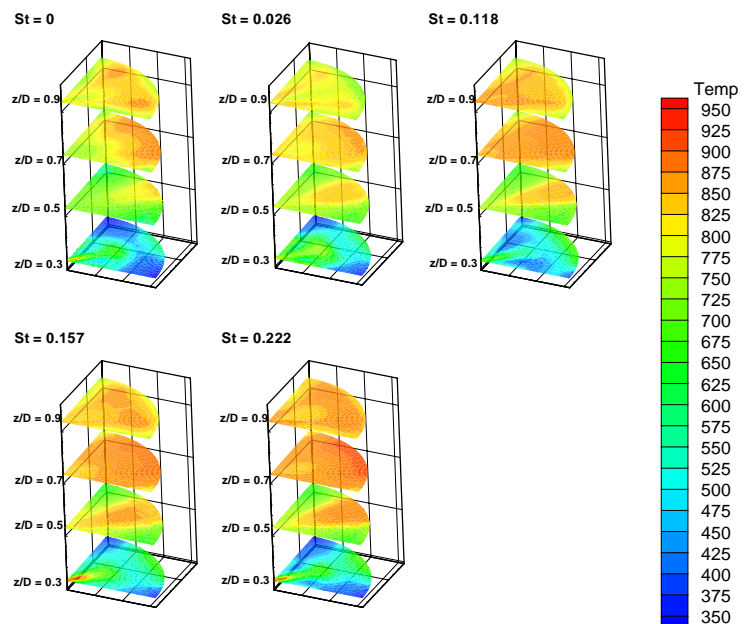 St = 0
St = 0.026
St = 0.118
z/D = 0.9
z/D = 0.7
z/D = 0.5
z/D = 0.3
z/D = 0.9
z/D = 0.7
z/D = 0.5
z/D = 0.3
z/D = 0.9
z/D = 0.7
z/D = 0.5
z/D = 0.3
St = 0.157
St = 0.222
z/D = 0.9
z/D = 0.7
z/D = 0.5
z/D = 0.3
z/D = 0.9
z/D = 0.7
z/D = 0.5
z/D = 0.3
Temp
950
925
900
875
850
825
800
775
750
725
700
675
650
625
600
575
550
525
500
475
450
425
400
375
350